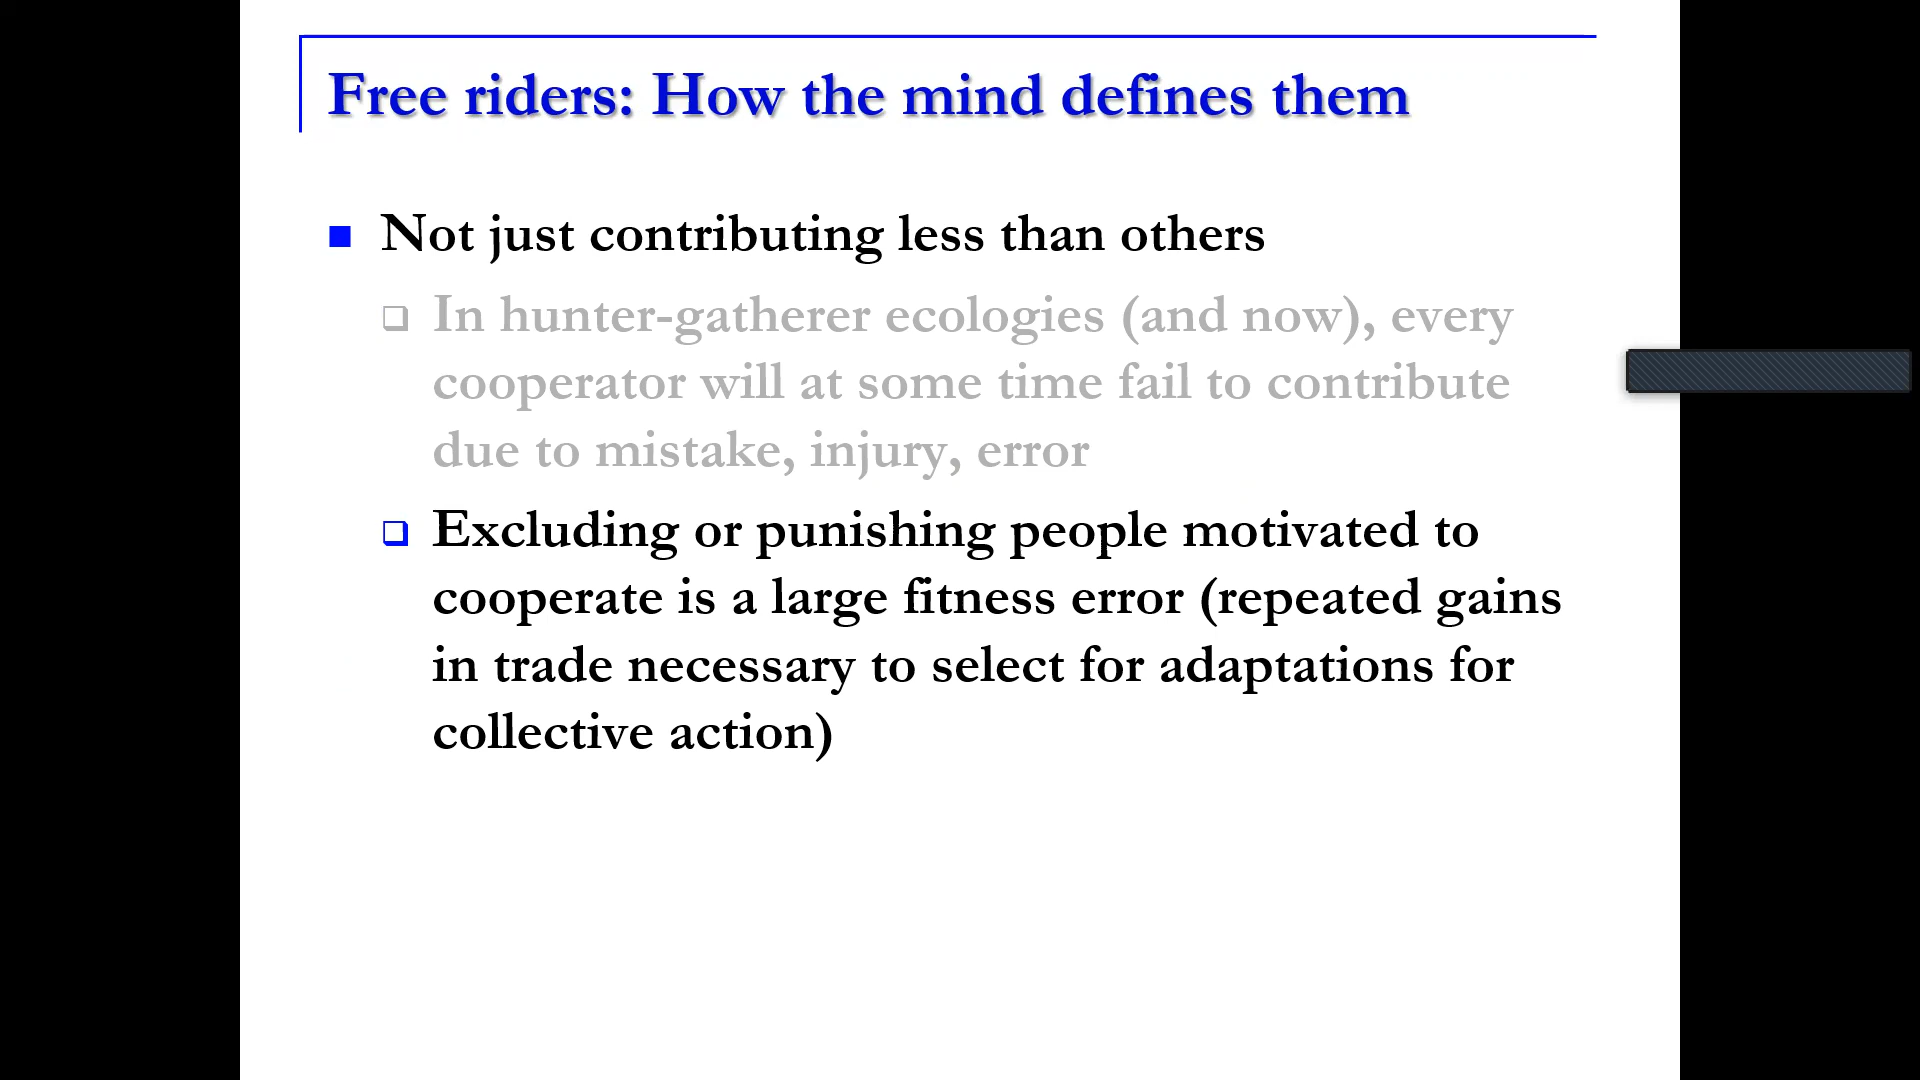 Free riders: How the mind defines them
Not just contributing less than others
In hunter-gatherer ecologies (and now), every
cooperator will at some time fail to contribute
due to mistake, injury, error
Excluding or punishing people motivated to
cooperate is a large fitness error (repeated gains
in trade necessary to select for adaptations for
collective action)